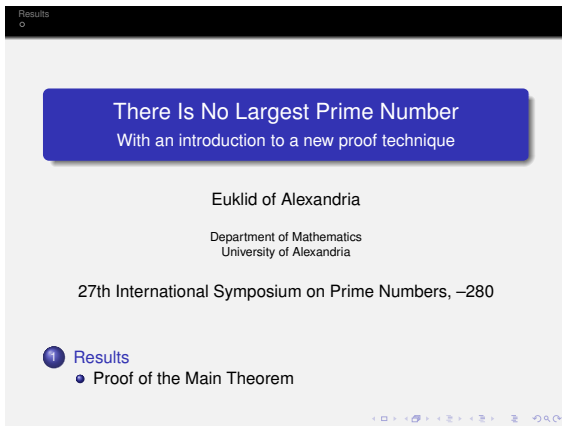 Results
There Is No Largest Prime Number
With an introduction to a new proof technique
Euklid of Alexandria
Department of Mathematics
University of Alexandria
27th International Symposium on Prime Numbers, –280
1 Results
Proof of the Main Theorem